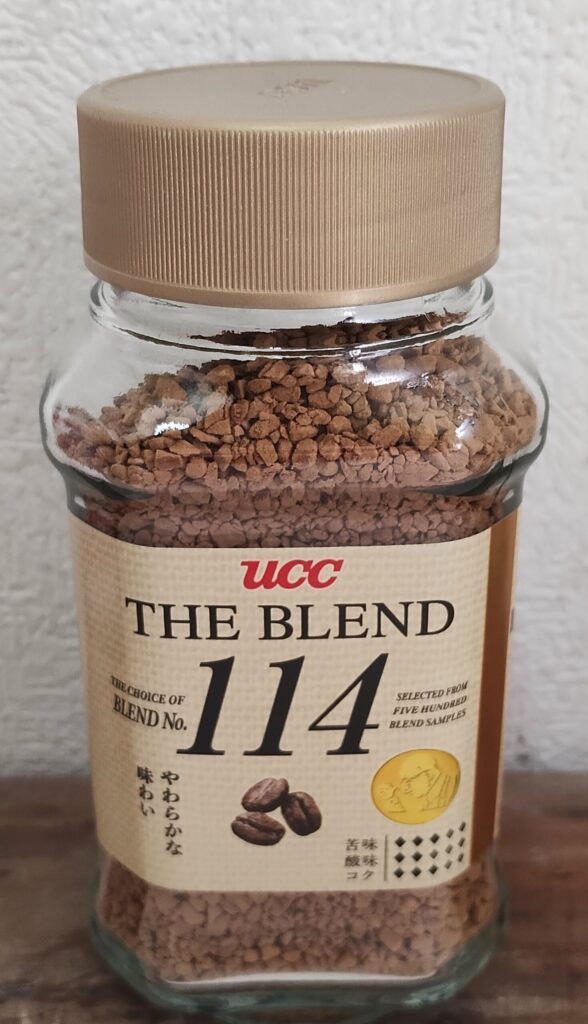 UCC
THE BLEND
THE CHOICE OF
BLEND No.
114
SELECTED FROM
FIVE HUNDRED
BLEND SAMPLES
やわらかな
味わい
苦味
酸味
コク